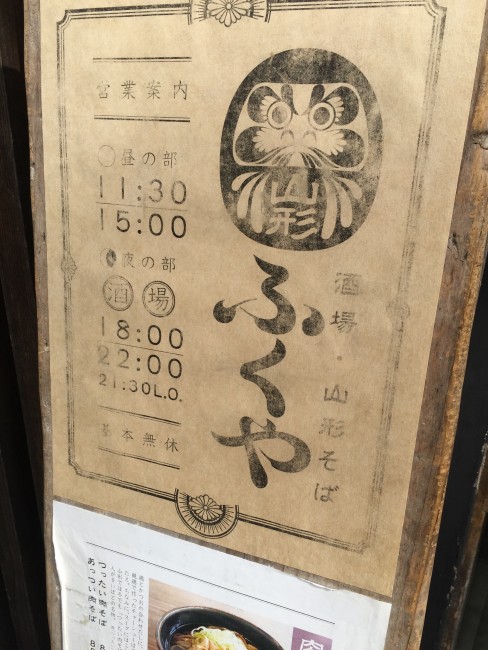 酒場・山形そば
ふくや
山形
営業案内
昼の部
11:30
15:00
夜の部
酒場
18:00
22:00
21:30L.O.
基本無休
つったい肉そば
あっつい肉そば
肉